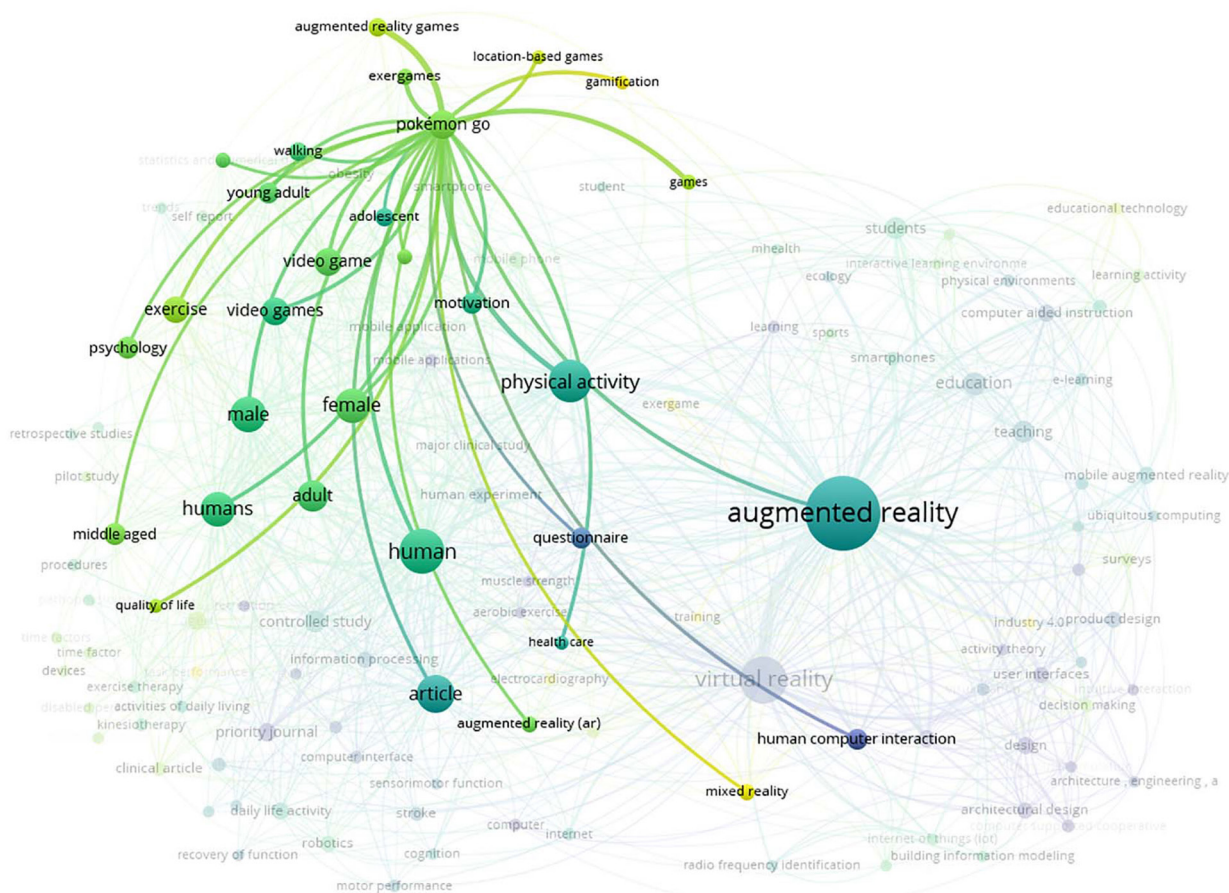 augmented reality games
location-based games
exergames
gamification
pokémon go
walking
obesity
smartphone
student
games
young adult
trends
self report
adolescent
educational technology
students
mhealth
video game
mobile phone
interactive learning environme
ecology
physical environments
learning activity
exercise
video games
motivation
computer aided instruction
mobile application
learning
sports
psychology
mobile applications
smartphones
physical activity
education
e-learning
male
female
exergame
retrospective studies
major clinical study
teaching
pilot study
mobile augmented reality
humans
adult
human experiment
augmented reality
ubiquitous computing
middle aged
human
questionnaire
surveys
procedures
muscle strength
quality of life
recreation
aerobic exercise
training
controlled study
industry 4.0
product design
time factors
health care
time factor
information processing
activity theory
devices
user interfaces
electrocardiography
virtual reality
exercise therapy
article
decision making
activities of daily living
kinesiotherapy
augmented reality (ar)
priority journal
human computer interaction
design
computer interface
clinical article
sensorimotor function
mixed reality
architecture , engineering , a
daily life activity
stroke
architectural design
computer
internet
robotics
internet of things (iot)
recovery of function
cognition
building information modeling
radio frequency identification
motor performance